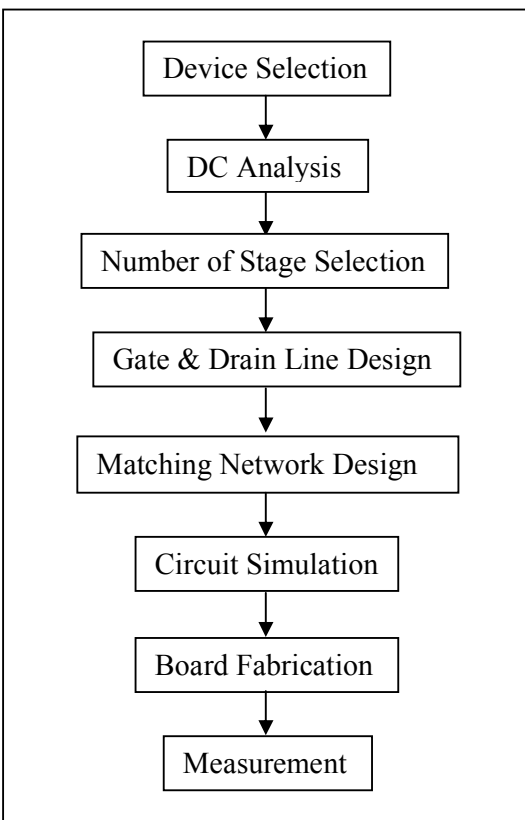 Device Selection
DC Analysis
Number of Stage Selection
Gate & Drain Line Design
Matching Network Design
Circuit Simulation
Board Fabrication
Measurement